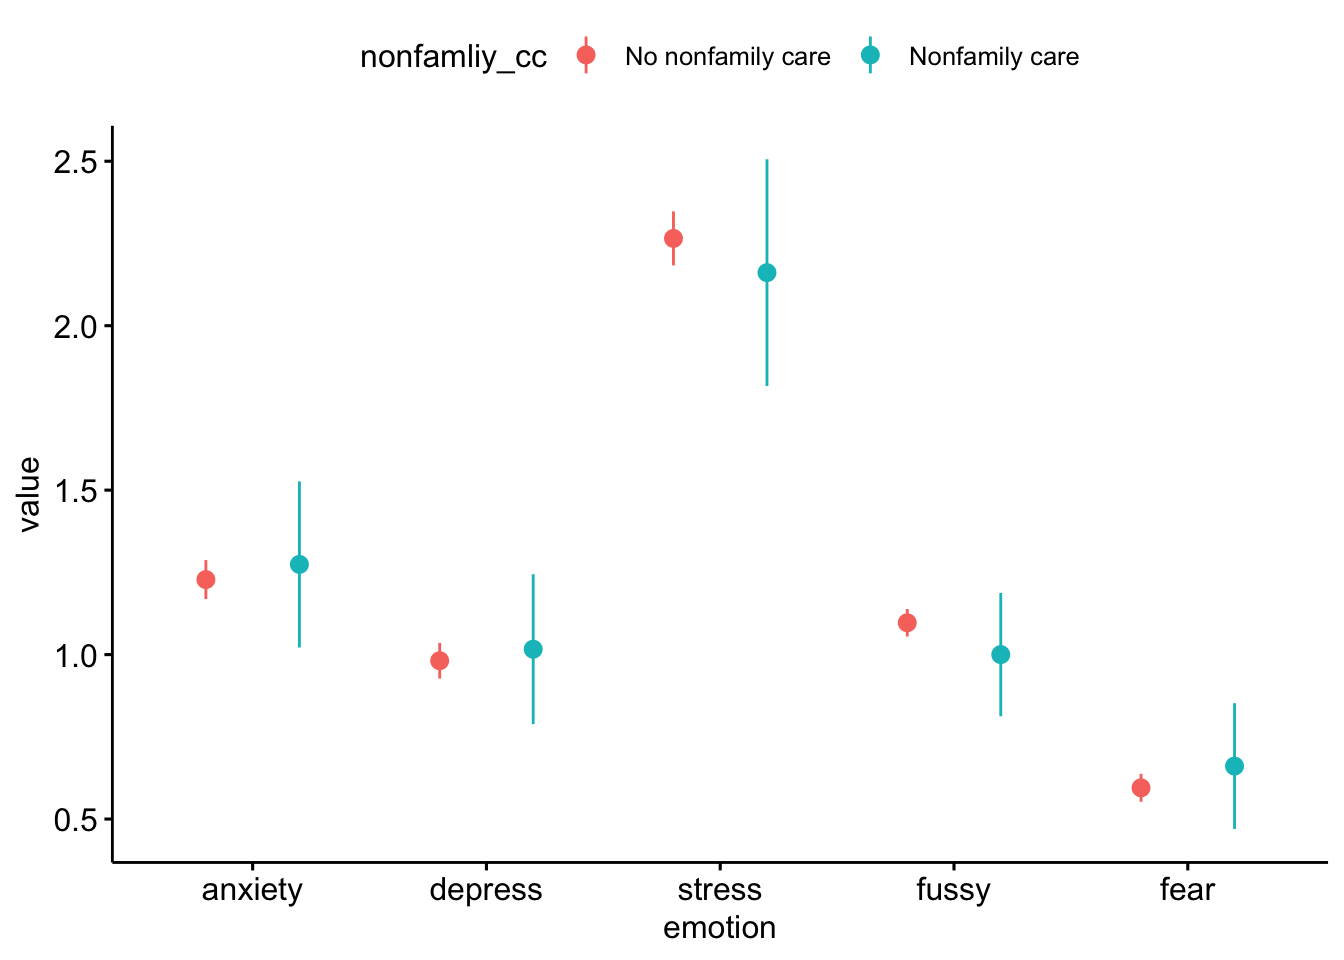 nonfamliy_cc No nonfamily care Nonfamily care
2.5
2.0
1.5
1.0
0.5
value
anxiety depress stress fussy fear
emotion